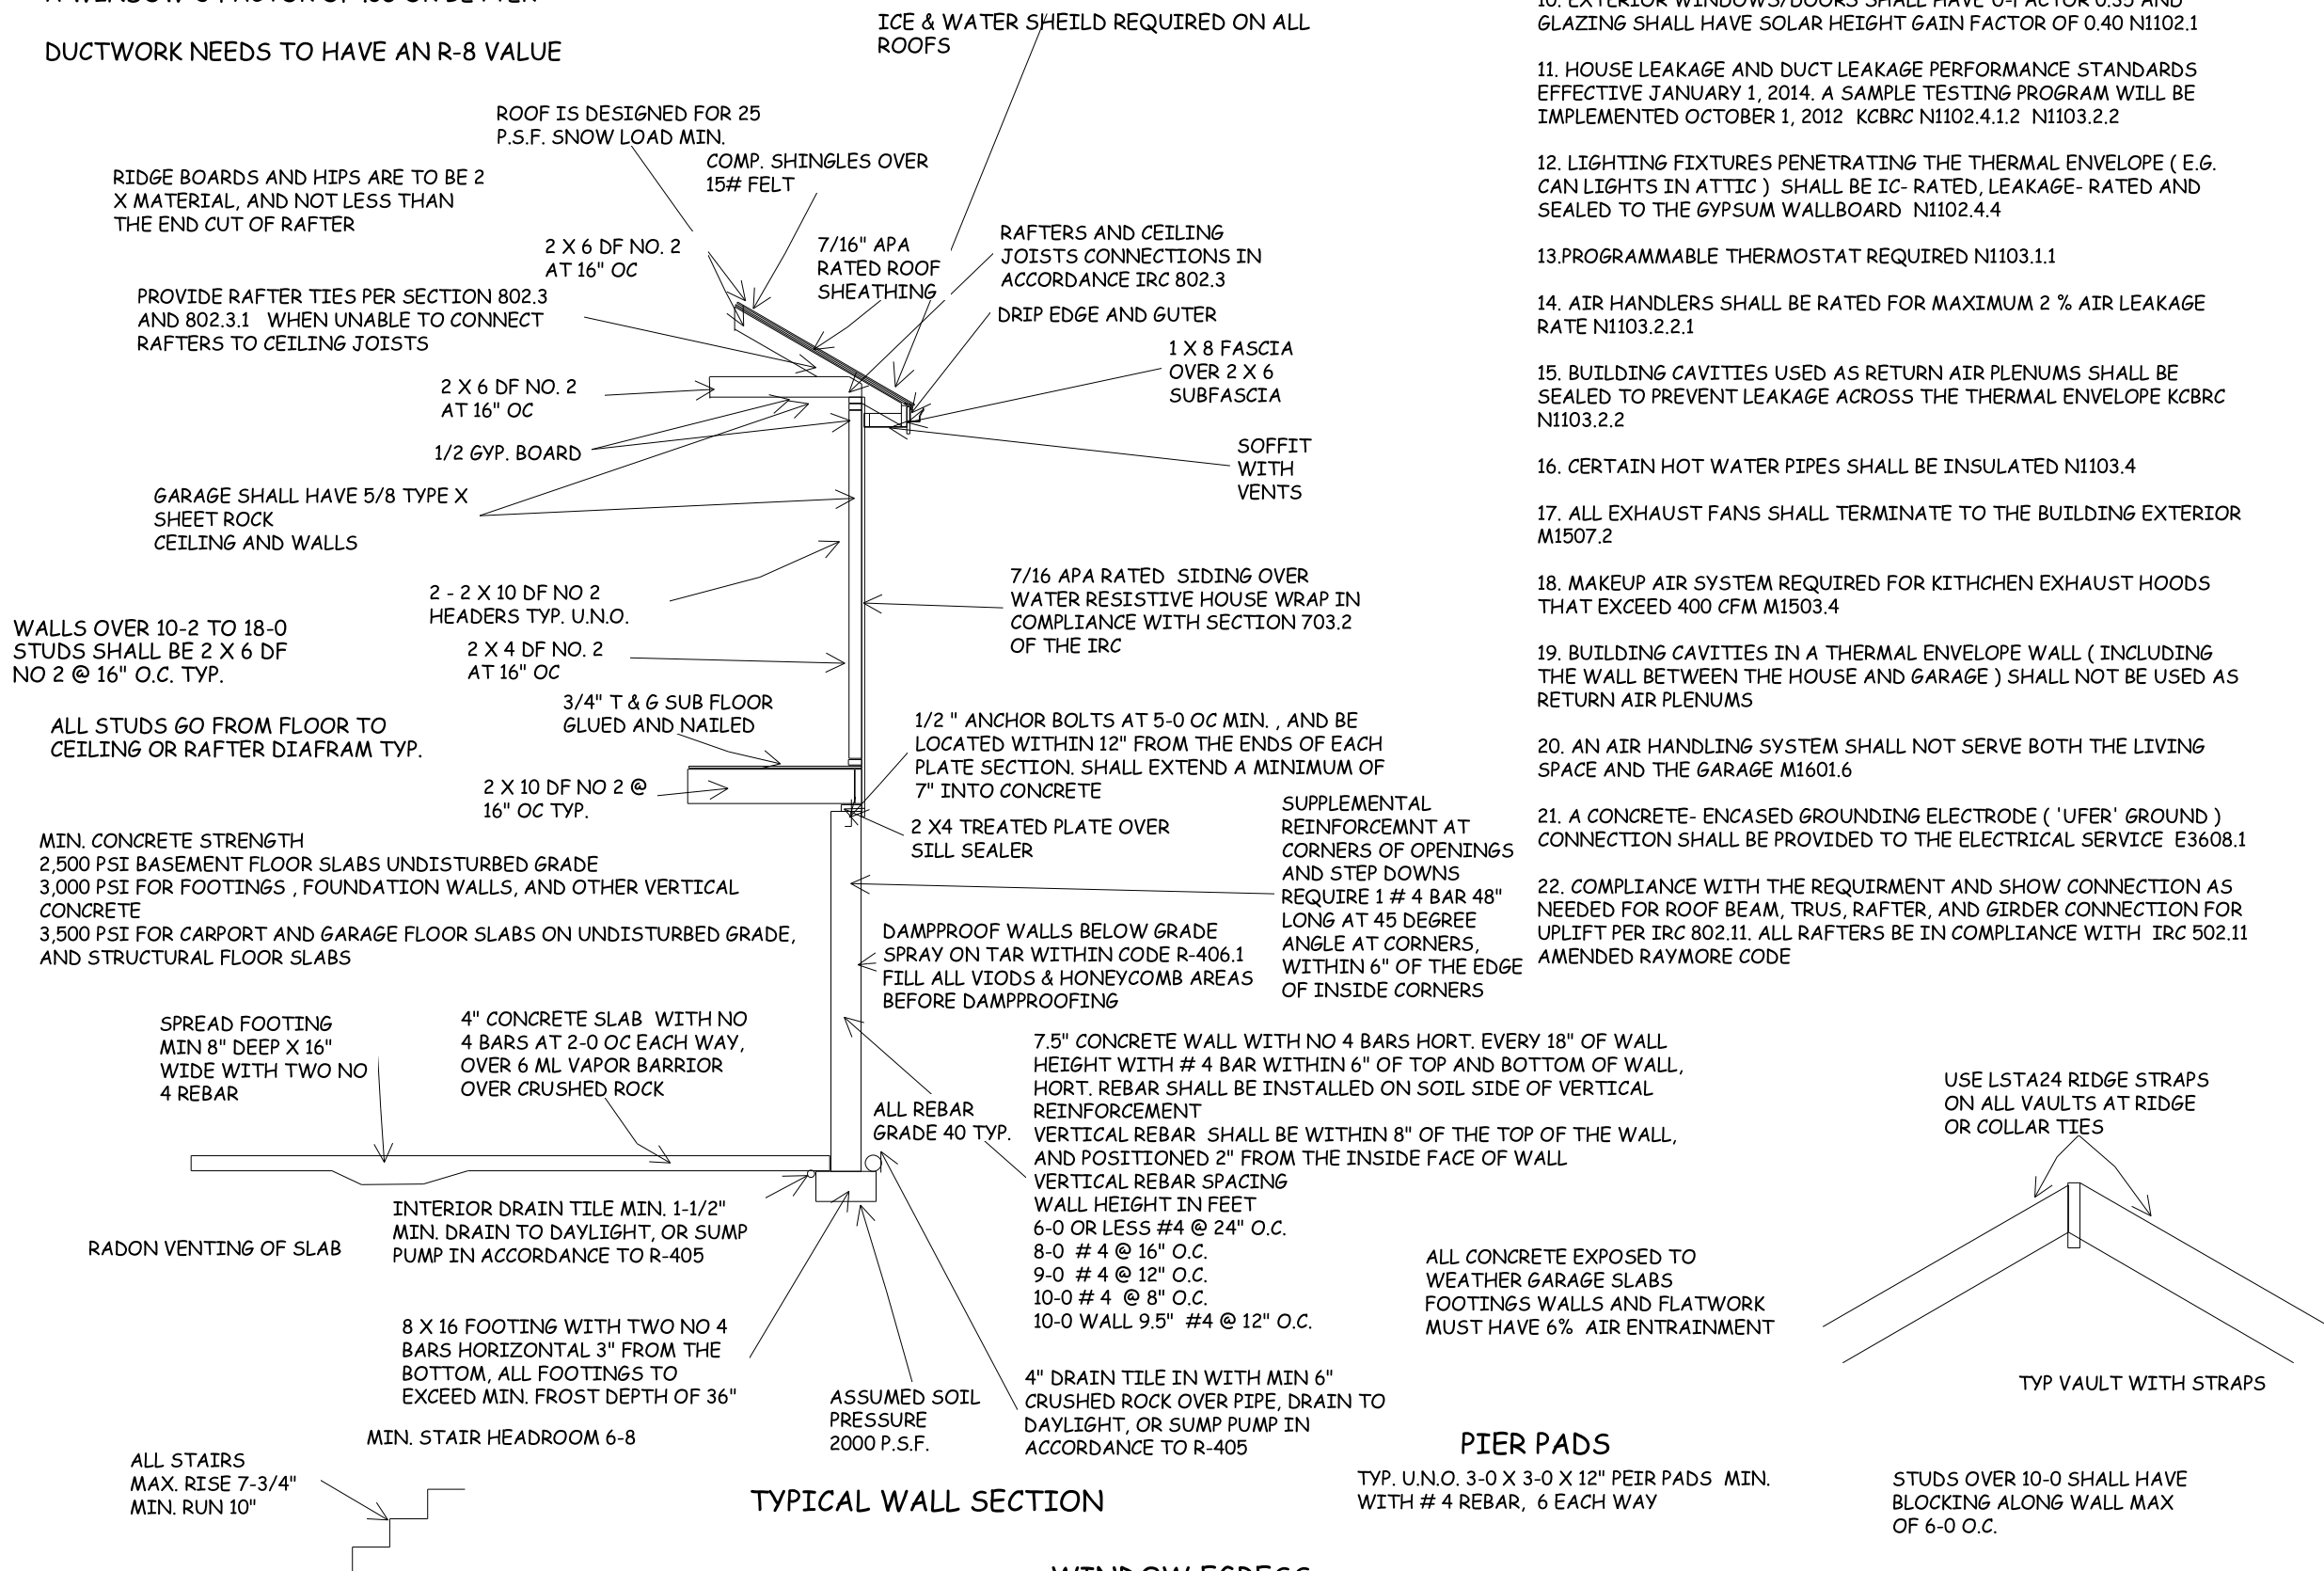 DUCTWORK NEEDS TO HAVE AN R-8 VALUE
ICE & WATER SHEILD REQUIRED ON ALL
ROOFS
ROOF IS DESIGNED FOR 25
P.S.F. SNOW LOAD MIN.
COMP. SHINGLES OVER
15# FELT
RIDGE BOARDS AND HIPS ARE TO BE 2
X MATERIAL, AND NOT LESS THAN
THE END CUT OF RAFTER
2 X 6 DF NO. 2
AT 16" OC
7/16" APA
RATED ROOF
SHEATHING
RAFTERS AND CEILING
JOISTS CONNECTIONS IN
ACCORDANCE IRC 802.3
PROVIDE RAFTER TIES PER SECTION 802.3
AND 802.3.1 WHEN UNABLE TO CONNECT
RAFTERS TO CEILING JOISTS
DRIP EDGE AND GUTER
1 X 8 FASCIA
OVER 2 X 6
SUBFASCIA
2 X 6 DF NO. 2
AT 16" OC
1/2 GYP. BOARD
SOFFIT
WITH
VENTS
GARAGE SHALL HAVE 5/8 TYPE X
SHEET ROCK
CEILING AND WALLS
2 - 2 X 10 DF NO 2
HEADERS TYP. U.N.O.
7/16 APA RATED SIDING OVER
WATER RESISTIVE HOUSE WRAP IN
COMPLIANCE WITH SECTION 703.2
OF THE IRC
WALLS OVER 10-2 TO 18-0
STUDS SHALL BE 2 X 6 DF
NO 2 @ 16" O.C. TYP.
2 X 4 DF NO. 2
AT 16" OC
3/4" T & G SUB FLOOR
GLUED AND NAILED
ALL STUDS GO FROM FLOOR TO
CEILING OR RAFTER DIAFRAM TYP.
1/2 " ANCHOR BOLTS AT 5-0 OC MIN. , AND BE
LOCATED WITHIN 12" FROM THE ENDS OF EACH
PLATE SECTION. SHALL EXTEND A MINIMUM OF
7" INTO CONCRETE
2 X 10 DF NO 2 @
16" OC TYP.
2 X4 TREATED PLATE OVER
SILL SEALER
SUPPLEMENTAL
REINFORCEMNT AT
CORNERS OF OPENINGS
AND STEP DOWNS
REQUIRE 1 # 4 BAR 48"
LONG AT 45 DEGREE
ANGLE AT CORNERS,
WITHIN 6" OF THE EDGE
OF INSIDE CORNERS
MIN. CONCRETE STRENGTH
2,500 PSI BASEMENT FLOOR SLABS UNDISTURBED GRADE
3,000 PSI FOR FOOTINGS , FOUNDATION WALLS, AND OTHER VERTICAL
CONCRETE
3,500 PSI FOR CARPORT AND GARAGE FLOOR SLABS ON UNDISTURBED GRADE,
AND STRUCTURAL FLOOR SLABS
DAMPPROOF WALLS BELOW GRADE
SPRAY ON TAR WITHIN CODE R-406.1
FILL ALL VIODS & HONEYCOMB AREAS
BEFORE DAMPPROOFING
SPREAD FOOTING
MIN 8" DEEP X 16"
WIDE WITH TWO NO
4 REBAR
4" CONCRETE SLAB WITH NO
4 BARS AT 2-0 OC EACH WAY,
OVER 6 ML VAPOR BARRIOR
OVER CRUSHED ROCK
ALL REBAR
GRADE 40 TYP.
7.5" CONCRETE WALL WITH NO 4 BARS HORT. EVERY 18" OF WALL
HEIGHT WITH # 4 BAR WITHIN 6" OF TOP AND BOTTOM OF WALL,
HORT. REBAR SHALL BE INSTALLED ON SOIL SIDE OF VERTICAL
REINFORCEMENT
VERTICAL REBAR SHALL BE WITHIN 8" OF THE TOP OF THE WALL,
AND POSITIONED 2" FROM THE INSIDE FACE OF WALL
VERTICAL REBAR SPACING
WALL HEIGHT IN FEET
6-0 OR LESS #4 @ 24" O.C.
8-0 # 4 @ 16" O.C.
9-0 # 4 @ 12" O.C.
10-0 # 4 @ 8" O.C.
10-0 WALL 9.5" #4 @ 12" O.C.
INTERIOR DRAIN TILE MIN. 1-1/2"
MIN. DRAIN TO DAYLIGHT, OR SUMP
PUMP IN ACCORDANCE TO R-405
RADON VENTING OF SLAB
8 X 16 FOOTING WITH TWO NO 4
BARS HORIZONTAL 3" FROM THE
BOTTOM, ALL FOOTINGS TO
EXCEED MIN. FROST DEPTH OF 36"
ASSUMED SOIL
PRESSURE
2000 P.S.F.
4" DRAIN TILE IN WITH MIN 6"
CRUSHED ROCK OVER PIPE, DRAIN TO
DAYLIGHT, OR SUMP PUMP IN
ACCORDANCE TO R-405
MIN. STAIR HEADROOM 6-8
ALL STAIRS
MAX. RISE 7-3/4"
MIN. RUN 10"
TYPICAL WALL SECTION
GLAZING SHALL HAVE SOLAR HEIGHT GAIN FACTOR OF 0.40 N1102.1
11. HOUSE LEAKAGE AND DUCT LEAKAGE PERFORMANCE STANDARDS
EFFECTIVE JANUARY 1, 2014. A SAMPLE TESTING PROGRAM WILL BE
IMPLEMENTED OCTOBER 1, 2012 KCBRC N1102.4.1.2 N1103.2.2
12. LIGHTING FIXTURES PENETRATING THE THERMAL ENVELOPE ( E.G.
CAN LIGHTS IN ATTIC ) SHALL BE IC- RATED, LEAKAGE- RATED AND
SEALED TO THE GYPSUM WALLBOARD N1102.4.4
13.PROGRAMMABLE THERMOSTAT REQUIRED N1103.1.1
14. AIR HANDLERS SHALL BE RATED FOR MAXIMUM 2 % AIR LEAKAGE
RATE N1103.2.2.1
15. BUILDING CAVITIES USED AS RETURN AIR PLENUMS SHALL BE
SEALED TO PREVENT LEAKAGE ACROSS THE THERMAL ENVELOPE KCBRC
N1103.2.2
16. CERTAIN HOT WATER PIPES SHALL BE INSULATED N1103.4
17. ALL EXHAUST FANS SHALL TERMINATE TO THE BUILDING EXTERIOR
M1507.2
18. MAKEUP AIR SYSTEM REQUIRED FOR KITHCHEN EXHAUST HOODS
THAT EXCEED 400 CFM M1503.4
19. BUILDING CAVITIES IN A THERMAL ENVELOPE WALL ( INCLUDING
THE WALL BETWEEN THE HOUSE AND GARAGE ) SHALL NOT BE USED AS
RETURN AIR PLENUMS
20. AN AIR HANDLING SYSTEM SHALL NOT SERVE BOTH THE LIVING
SPACE AND THE GARAGE M1601.6
21. A CONCRETE- ENCASED GROUNDING ELECTRODE ( 'UFER' GROUND )
CONNECTION SHALL BE PROVIDED TO THE ELECTRICAL SERVICE E3608.1
22. COMPLIANCE WITH THE REQUIRMENT AND SHOW CONNECTION AS
NEEDED FOR ROOF BEAM, TRUS, RAFTER, AND GIRDER CONNECTION FOR
UPLIFT PER IRC 802.11. ALL RAFTERS BE IN COMPLIANCE WITH IRC 502.11
AMENDED RAYMORE CODE
USE LSTA24 RIDGE STRAPS
ON ALL VAULTS AT RIDGE
OR COLLAR TIES
ALL CONCRETE EXPOSED TO
WEATHER GARAGE SLABS
FOOTINGS WALLS AND FLATWORK
MUST HAVE 6% AIR ENTRAINMENT
TYP VAULT WITH STRAPS
PIER PADS
TYP. U.N.O. 3-0 X 3-0 X 12" PEIR PADS MIN.
WITH # 4 REBAR, 6 EACH WAY
STUDS OVER 10-0 SHALL HAVE
BLOCKING ALONG WALL MAX
OF 6-0 O.C.